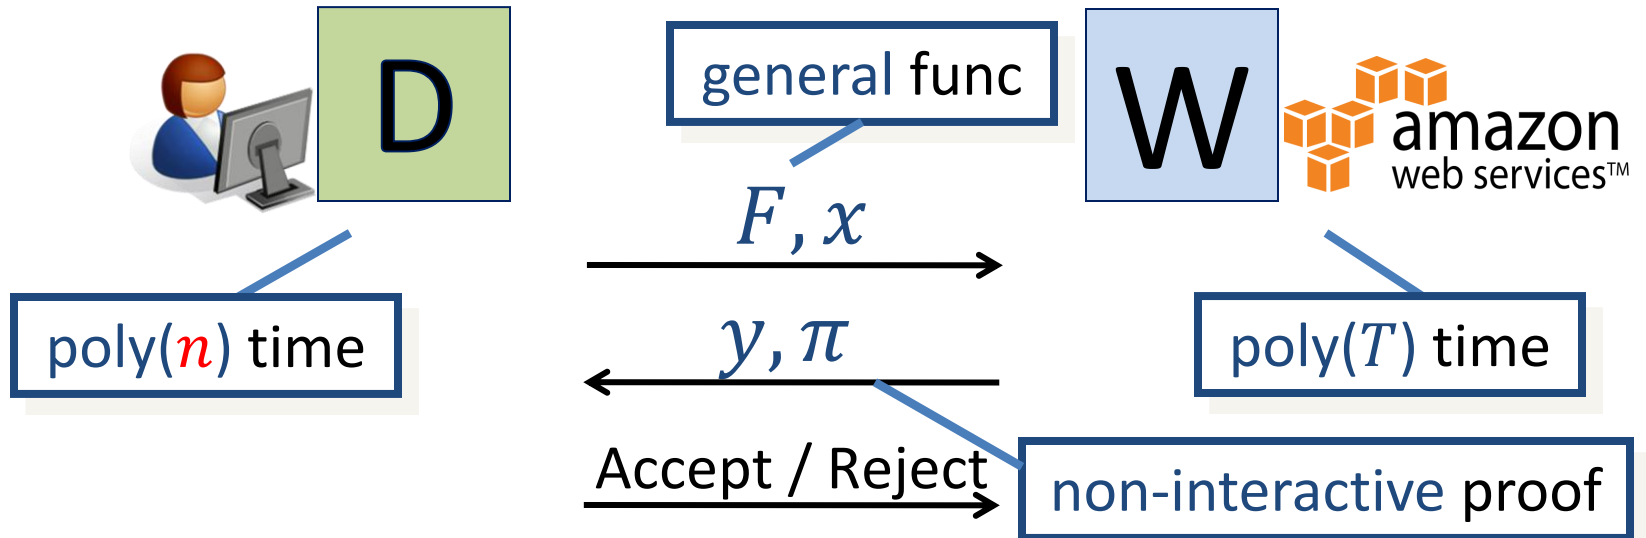 D
general func
W
amazon
web services™
F, x
poly(n) time
y, π
poly(T) time
Accept / Reject
non-interactive proof